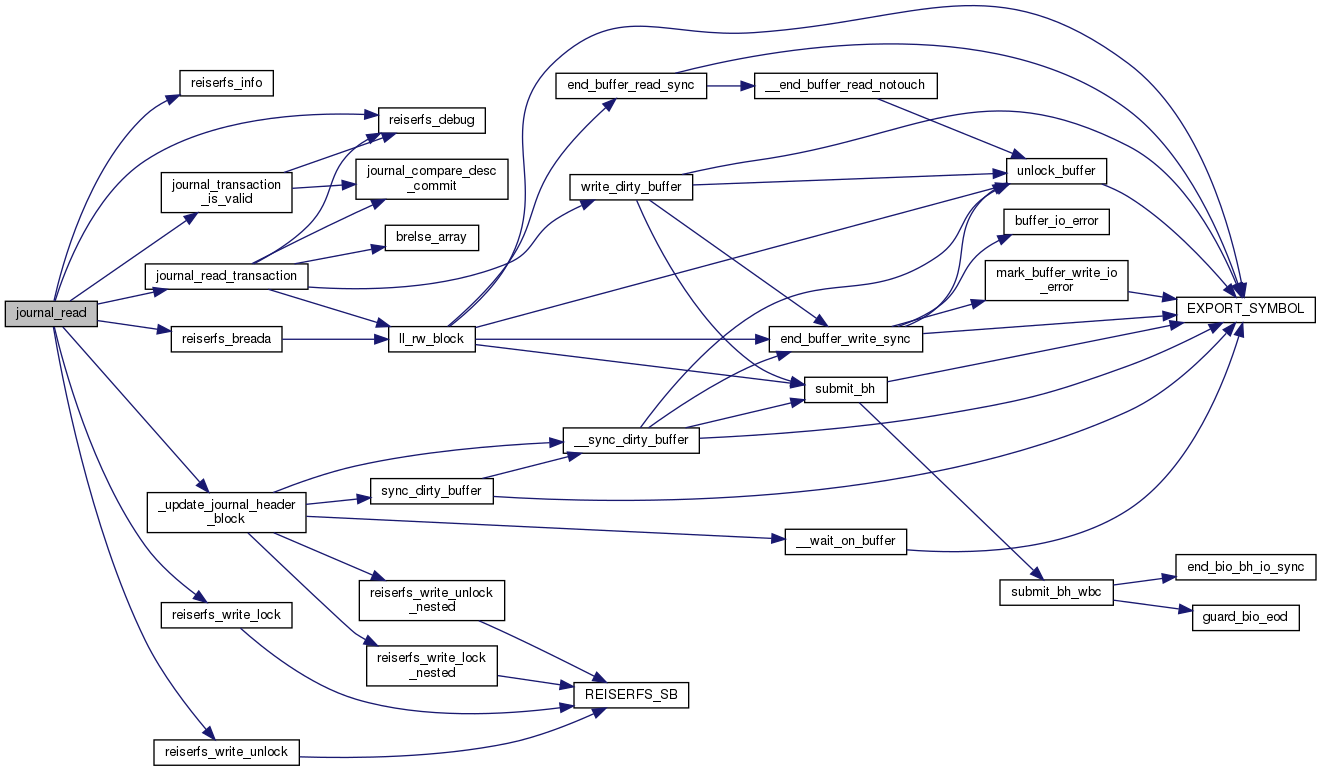 reiserfs_info
end_buffer_read_sync
__end_buffer_read_notouch
reiserfs_debug
journal_compare_desc
_commit
unlock_buffer
journal_transaction
_is_valid
write_dirty_buffer
buffer_io_error
brelse_array
journal_read_transaction
mark_buffer_write_io
_error
journal_read
EXPORT_SYMBOL
reiserfs_breada
ll_rw_block
end_buffer_write_sync
submit_bh
__sync_dirty_buffer
sync_dirty_buffer
_update_journal_header
_block
__wait_on_buffer
end_bio_bh_io_sync
reiserfs_write_unlock
_nested
submit_bh_wbc
reiserfs_write_lock
guard_bio_eod
reiserfs_write_lock
_nested
REISERFS_SB
reiserfs_write_unlock